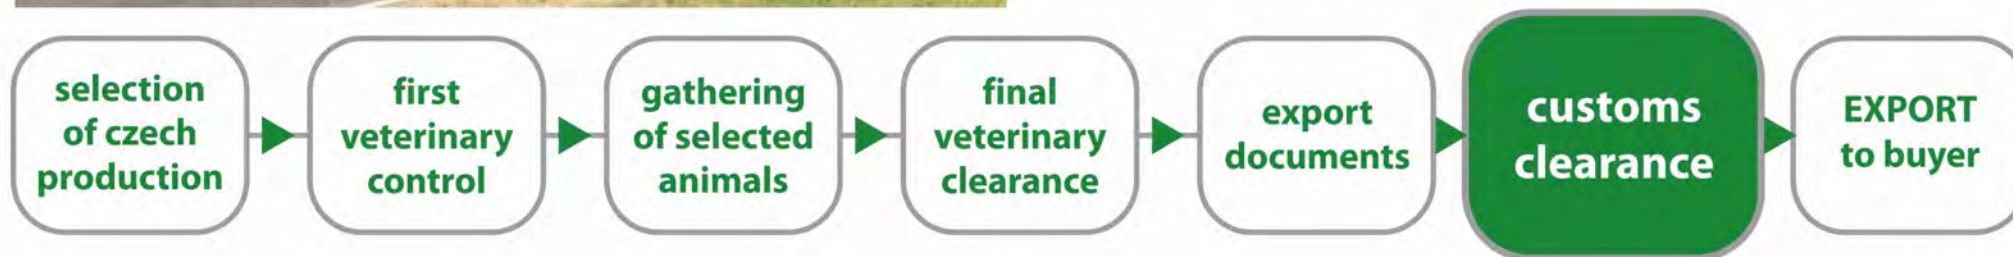 selection
of czech
production
first
veterinary
control
gathering
of selected
animals
final
veterinary
clearance
export
documents
customs
clearance
EXPORT
to buyer